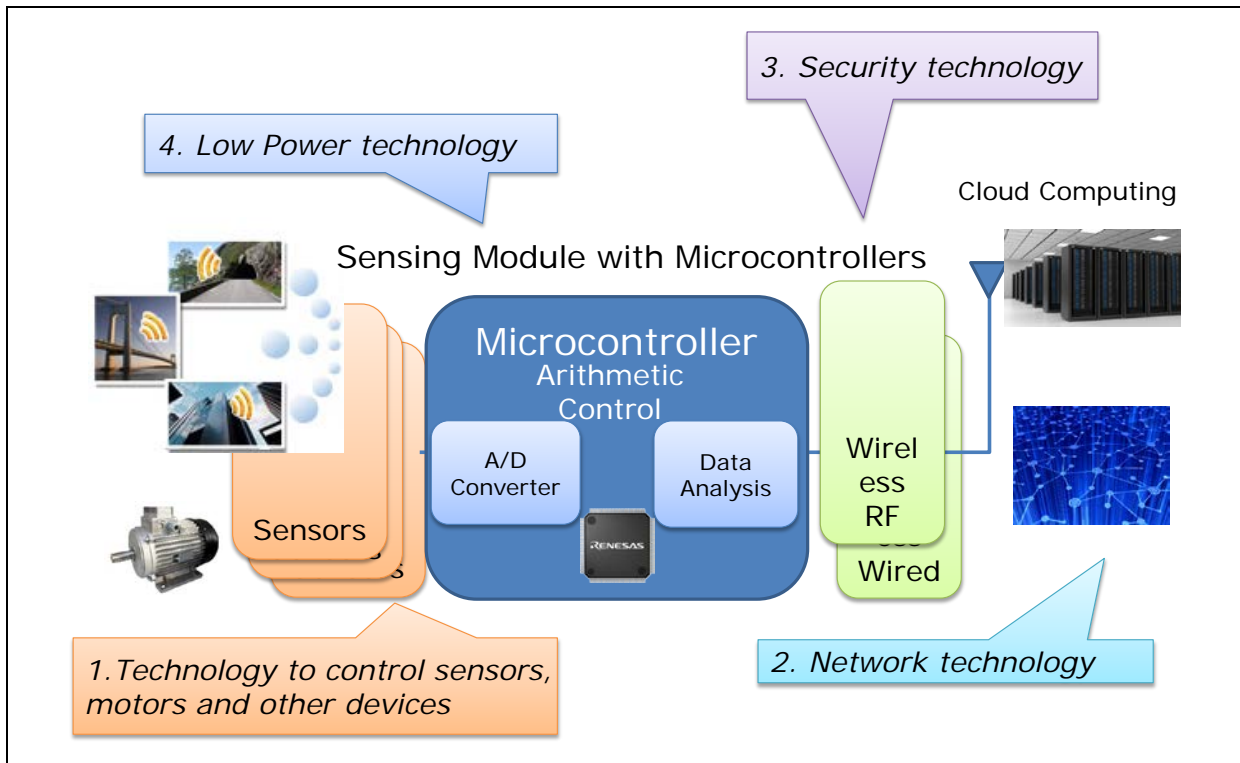 3. Security technology
4. Low Power technology
Cloud Computing
Sensing Module with Microcontrollers
Microcontroller
Arithmetic
Control
A/D
Converter
Data
Analysis
RENESAS
Sensors
Wirel
ess
RF
Wired
1.Technology to control sensors,
motors and other devices
2. Network technology